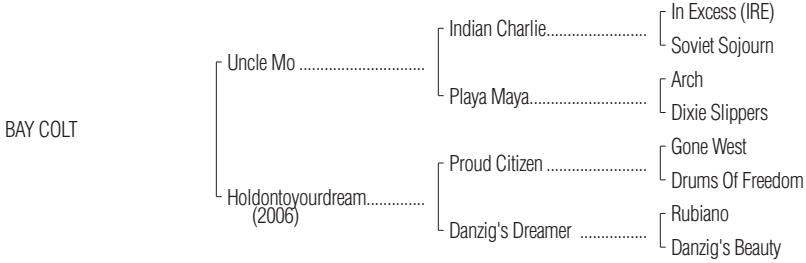 In Excess (IRE)
Indian Charlie........................
Soviet Sojourn
Uncle Mo ..............................
Arch
Playa Maya............................
Dixie Slippers
BAY COLT
Gone West
Proud Citizen ........................
Drums Of Freedom
Holdontoyourdream..............
(2006)
Rubiano
Danzig's Dreamer ................
Danzig's Beauty